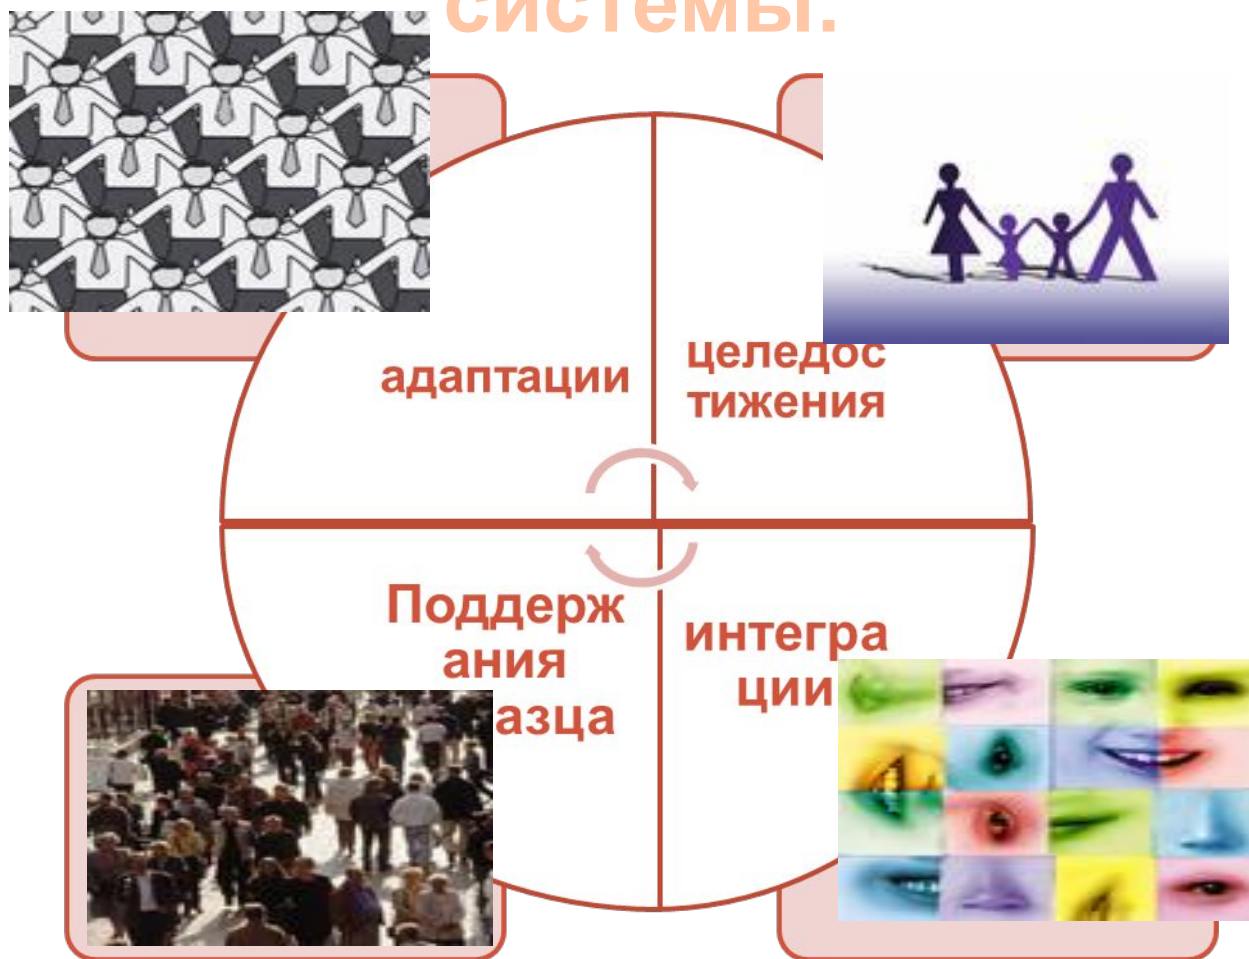 системы.
адаптации
целедос
тижения
Поддерж
ания
азца
интегра
ции